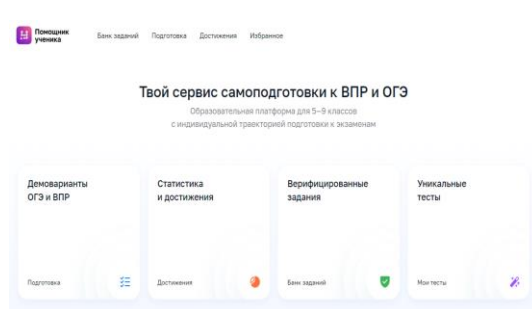 Помощник
ученика
Банк заданий Подготовка Достижения Избранное
Твой сервис самоподготовки к ВПР и ОГЭ
Образовательная платформа для 5–9 классов
с индивидуальной траекторией подготовки к экзаменам
Демоварианты
ОГЭ и ВПР
Подготовка
Статистика
и достижения
Достижения
Верифицированные
задания
Банк заданий
Уникальные
тесты
Мои тесты